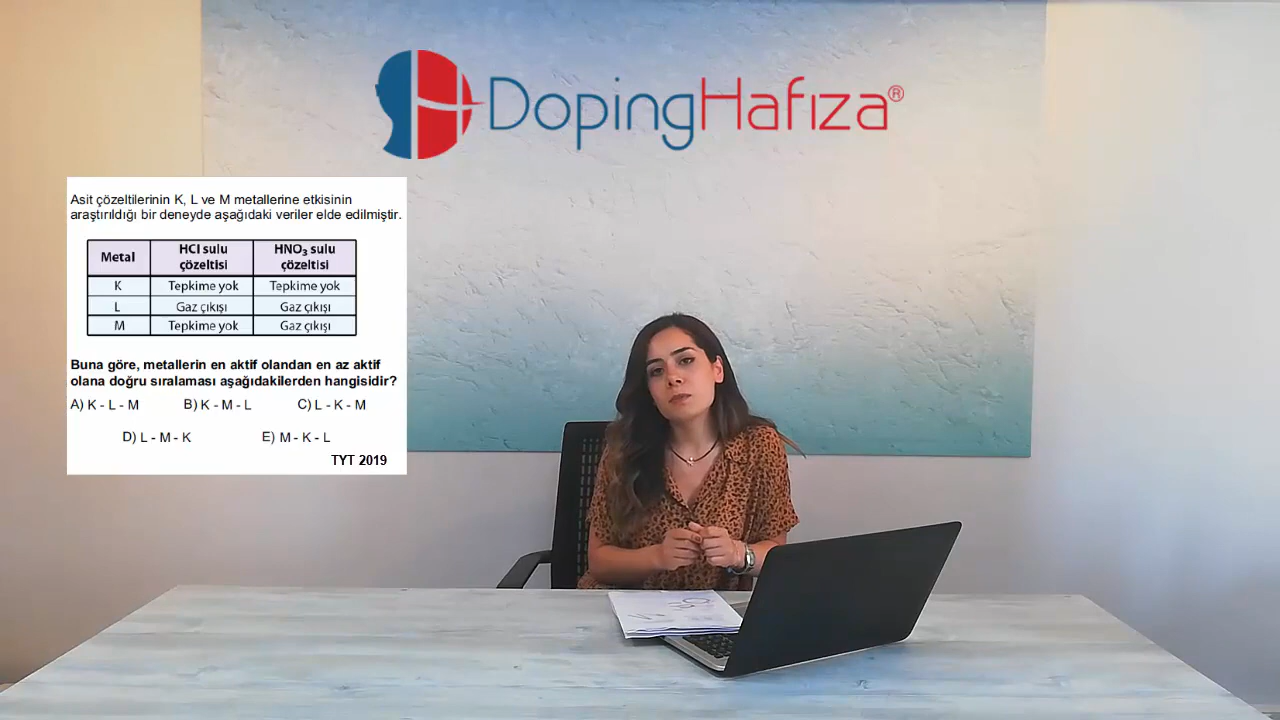 DopingHafıza®
Asit çözeltilerinin K, L ve M metallerine etkisinin
araştırıldığı bir deneyde aşağıdaki veriler elde edilmiştir.
Metal HCl sulu çözeltisi HNO₃ sulu çözeltisi
K Tepkime yok Tepkime yok
L Gaz çıkışı Gaz çıkışı
M Tepkime yok Gaz çıkışı
Buna göre, metallerin en aktif olandan en az aktif
olana doğru sıralaması aşağıdakilerden hangisidir?
A) K - L - M B) K - M - L C) L - K - M
D) L - M - K E) M - K - L
TYT 2019